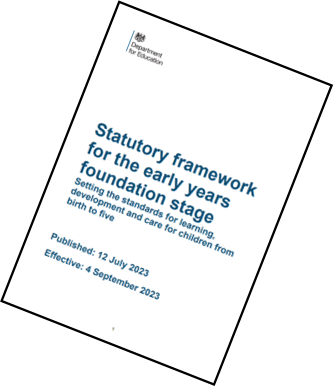 Department
for Education
Statutory framework
for the early years
foundation stage
Setting the standards for learning,
development and care for children from
birth to five
Published: 12 July 2023
Effective: 4 September 2023
1